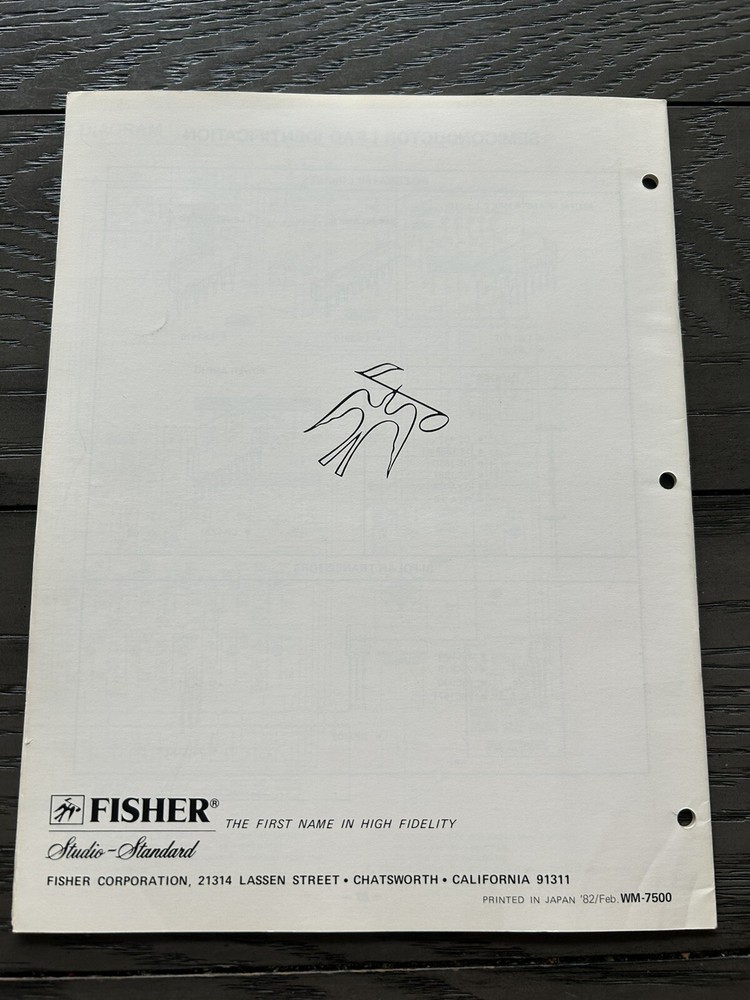 FISHER®
THE FIRST NAME IN HIGH FIDELITY
Studio-Standard
FISHER CORPORATION, 21314 LASSEN STREET • CHATSWORTH • CALIFORNIA 91311
PRINTED IN JAPAN '82/Feb. WM-7500